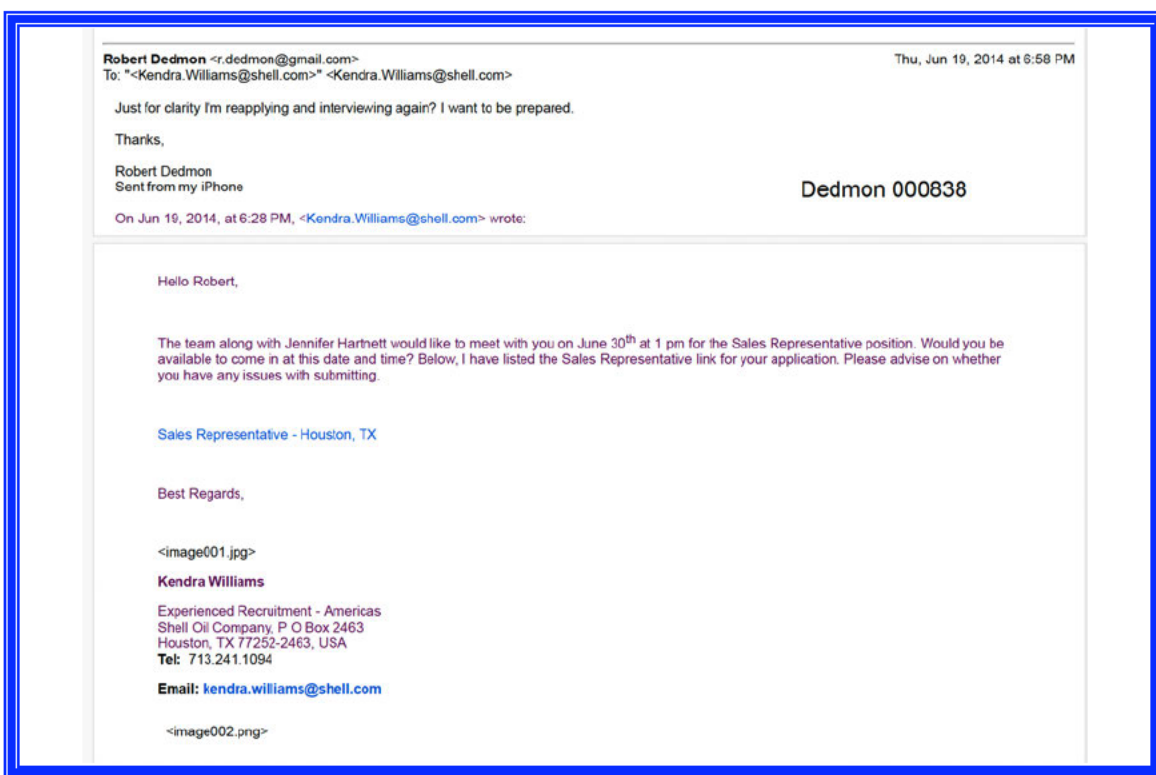 Robert Dedmon <r.dedmon@gmail.com> Thu, Jun 19, 2014 at 6:58 PM
To: "<Kendra.Williams@shell.com>" <Kendra.Williams@shell.com>
Just for clarity I'm reapplying and interviewing again? I want to be prepared.
Thanks,
Robert Dedmon
Sent from my iPhone
Dedmon 000838
On Jun 19, 2014, at 6:28 PM, <Kendra.Williams@shell.com> wrote:
Hello Robert,
The team along with Jennifer Hartnett would like to meet with you on June 30th at 1 pm for the Sales Representative position. Would you be
available to come in at this date and time? Below, I have listed the Sales Representative link for your application. Please advise on whether
you have any issues with submitting.
Sales Representative - Houston, TX
Best Regards,
<image001.jpg>
Kendra Williams
Experienced Recruitment - Americas
Shell Oil Company, P O Box 2463
Houston, TX 77252-2463, USA
Tel: 713.241.1094
Email: kendra.williams@shell.com
<image002.png>